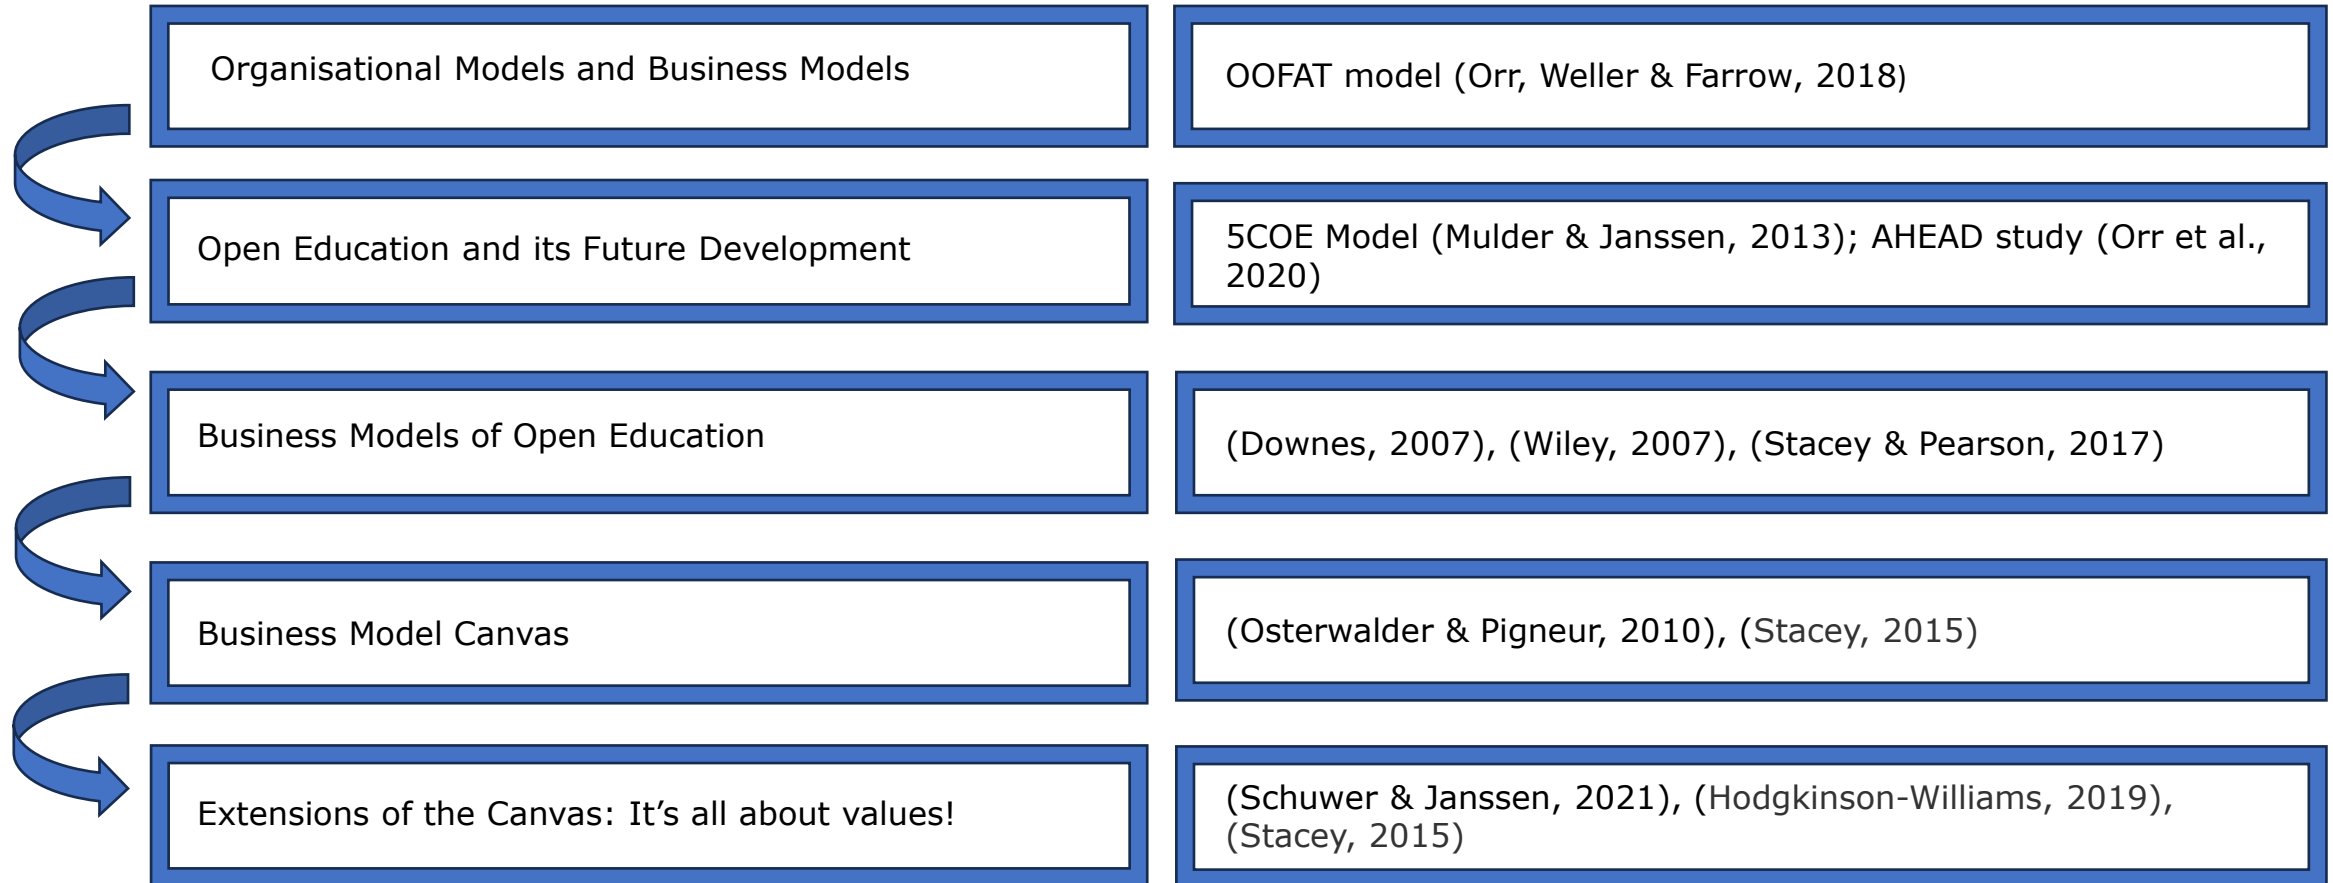 Organisational Models and Business Models
OOFAT model (Orr, Weller & Farrow, 2018)
Open Education and its Future Development
5COE Model (Mulder & Janssen, 2013); AHEAD study (Orr et al.,
2020)
Business Models of Open Education
(Downes, 2007), (Wiley, 2007), (Stacey & Pearson, 2017)
Business Model Canvas
(Osterwalder & Pigneur, 2010), (Stacey, 2015)
Extensions of the Canvas: It’s all about values!
(Schuwer & Janssen, 2021), (Hodgkinson-Williams, 2019),
(Stacey, 2015)